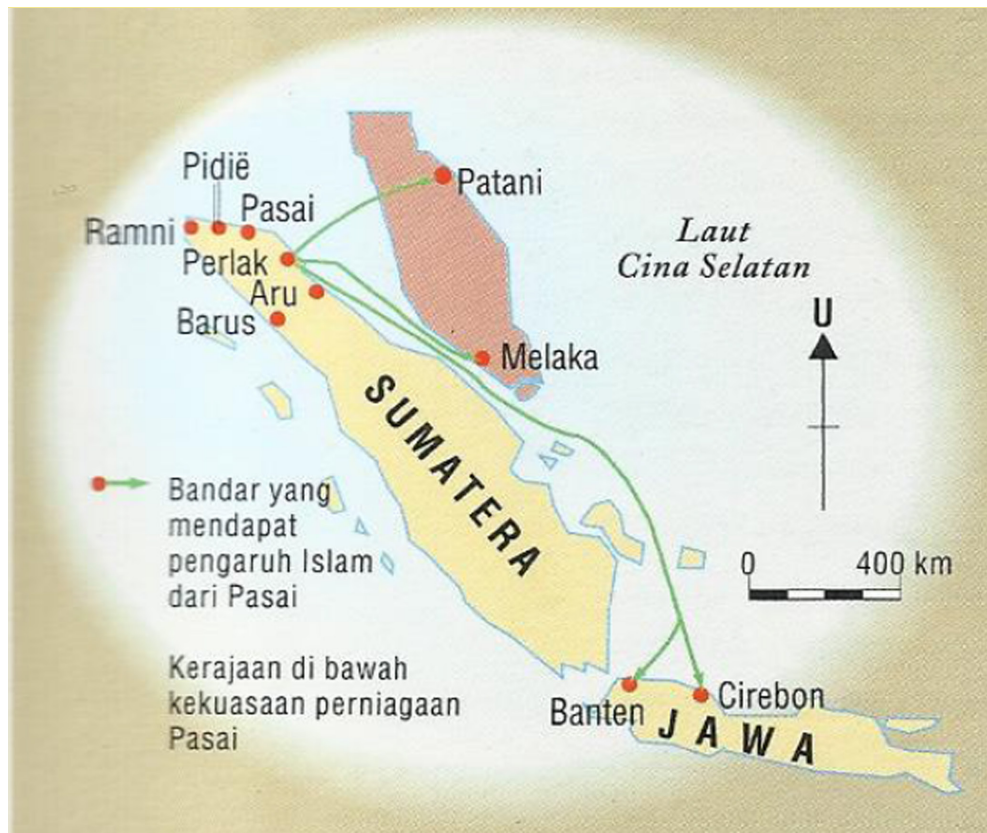 Pidië
Pasai
Ramni
Perlak
Aru
Barus
Patani
Melaka
Laut
Cina Selatan
U
SUMATERA
Bandar yang
mendapat
pengaruh Islam
dari Pasai
0 400 km
Kerajaan di bawah
kekuasaan perniagaan
Pasai
Banten
Cirebon
JAWA